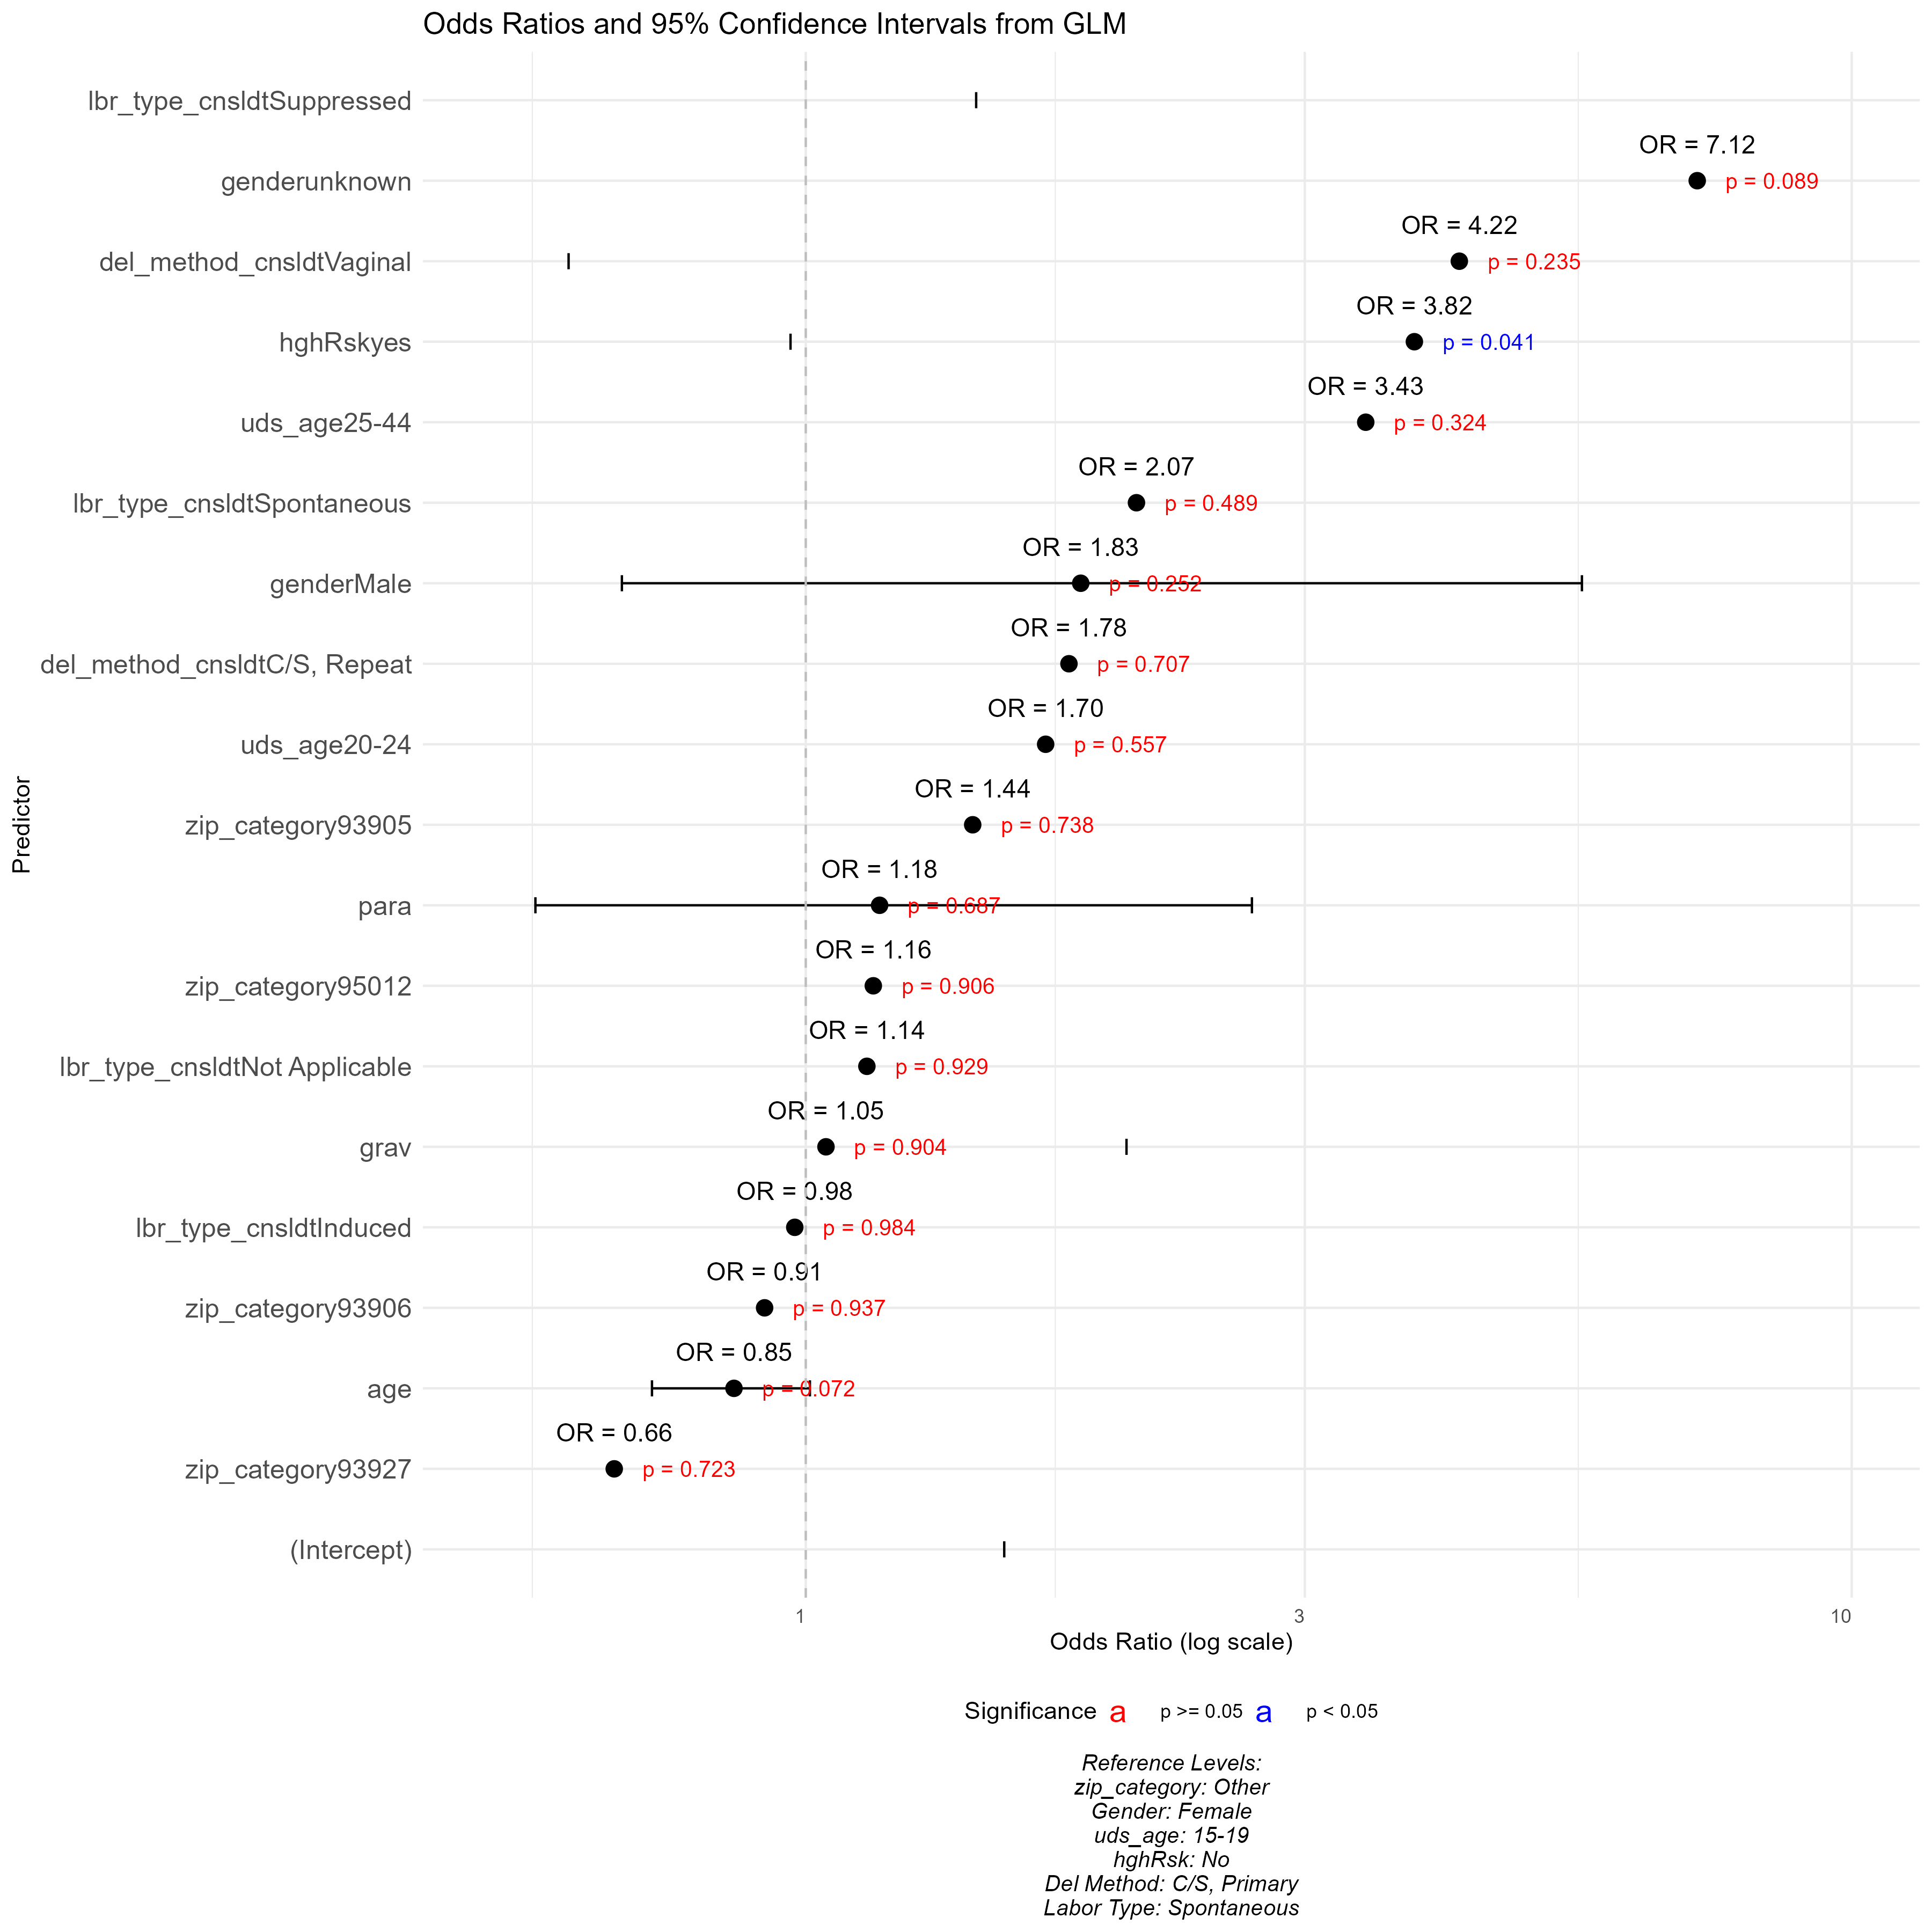 Odds Ratios and 95% Confidence Intervals from GLM
lbr_type_cnsldtSuppressed
OR = 7.12
genderunknown
p = 0.089
OR = 4.22
del_method_cnsldtVaginal
p = 0.235
OR = 3.82
hghRskyes
p = 0.041
OR = 3.43
uds_age25-44
p = 0.324
OR = 2.07
lbr_type_cnsldtSpontaneous
p = 0.489
OR = 1.83
genderMale
p = 0.252
OR = 1.78
del_method_cnsldtC/S, Repeat
p = 0.707
OR = 1.70
uds_age20-24
p = 0.557
OR = 1.44
zip_category93905
p = 0.738
Predictor
OR = 1.18
para
p = 0.687
OR = 1.16
zip_category95012
p = 0.906
OR = 1.14
lbr_type_cnsldtNot Applicable
p = 0.929
OR = 1.05
grav
p = 0.904
OR = 0.98
lbr_type_cnsldtInduced
p = 0.984
OR = 0.91
zip_category93906
p = 0.937
OR = 0.85
age
p = 0.072
OR = 0.66
zip_category93927
p = 0.723
(Intercept)
1
3
10
Odds Ratio (log scale)
Significance a p >= 0.05 a p < 0.05
Reference Levels:
zip_category: Other
Gender: Female
uds_age: 15-19
hghRsk: No
Del Method: C/S, Primary
Labor Type: Spontaneous